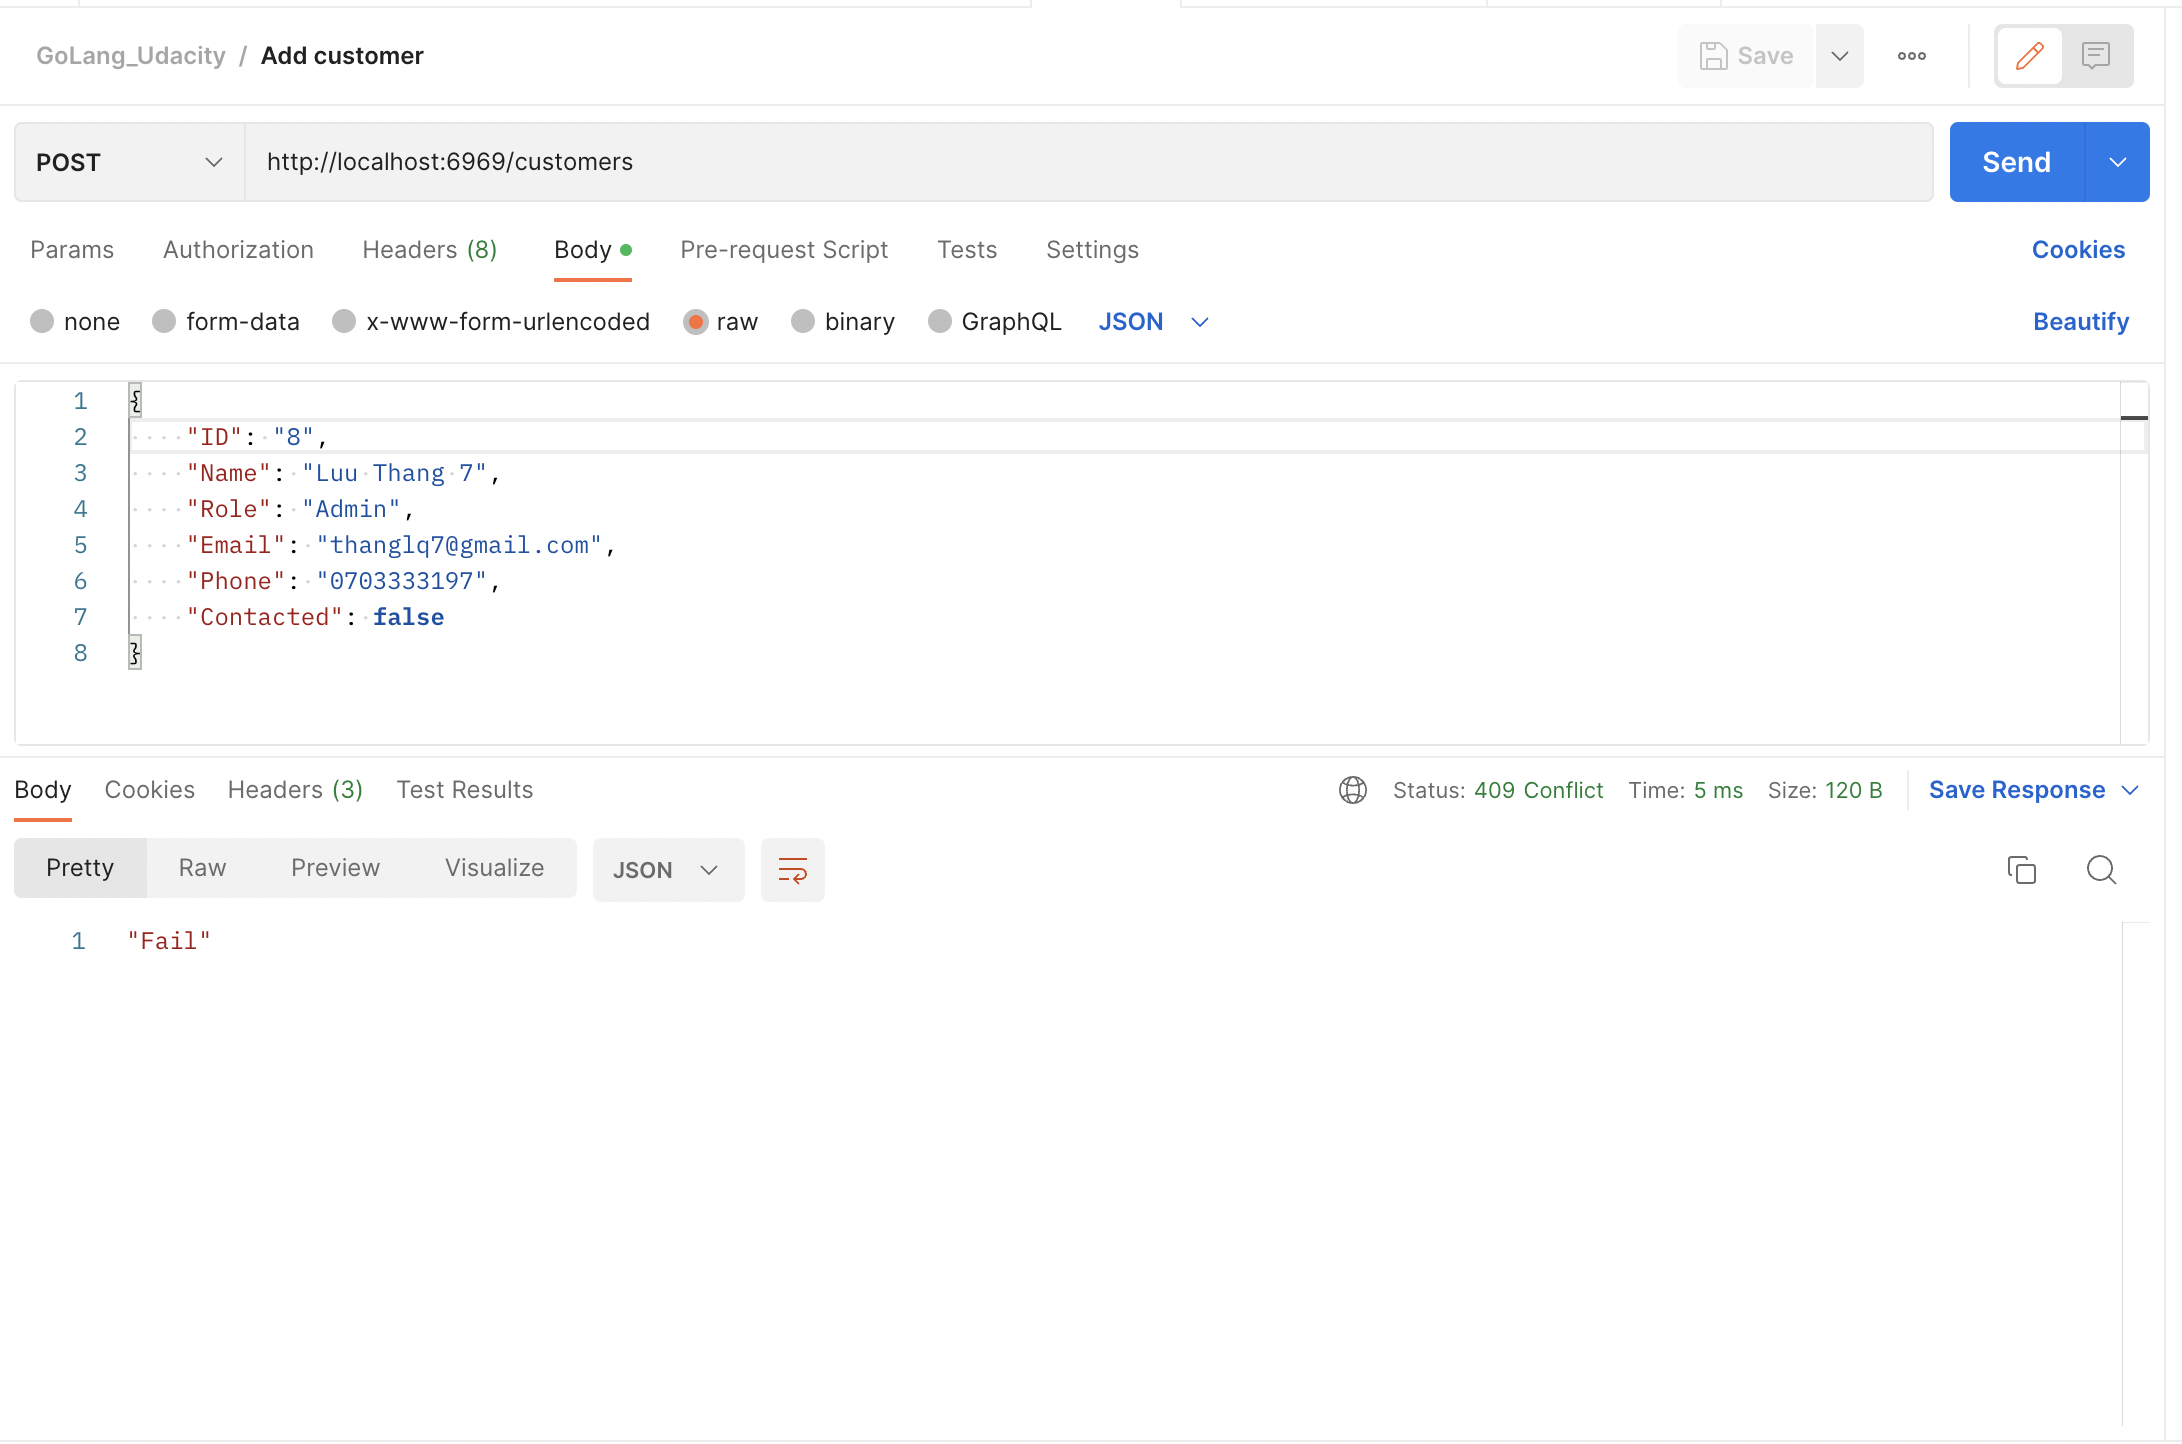 GoLang_Udacity / Add customer
Save
POST
http://localhost:6969/customers
Send
Params Authorization Headers (8) Body Pre-request Script Tests Settings Cookies
none form-data x-www-form-urlencoded raw binary GraphQL JSON Beautify
1 {
2 "ID": "8",
3 "Name": "Luu Thang 7",
4 "Role": "Admin",
5 "Email": "thanglq7@gmail.com",
6 "Phone": "0703333197",
7 "Contacted": false
8 }
Body Cookies Headers (3) Test Results Status: 409 Conflict Time: 5 ms Size: 120 B Save Response
Pretty Raw Preview Visualize JSON
1 "Fail"